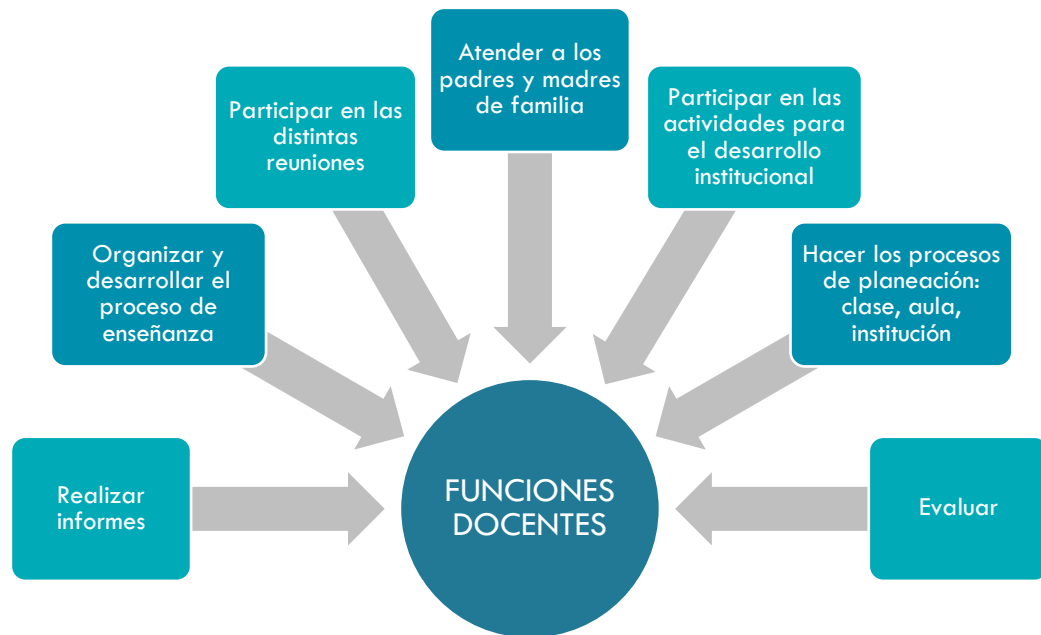 Realizar
informes
Organizar y
desarrollar el
proceso de
enseñanza
Participar en las
distintas
reuniones
Atender a los
padres y madres
de familia
Participar en las
actividades para
el desarrollo
institucional
Hacer los procesos
de planeación:
clase, aula,
institución
Evaluar
FUNCIONES
DOCENTES